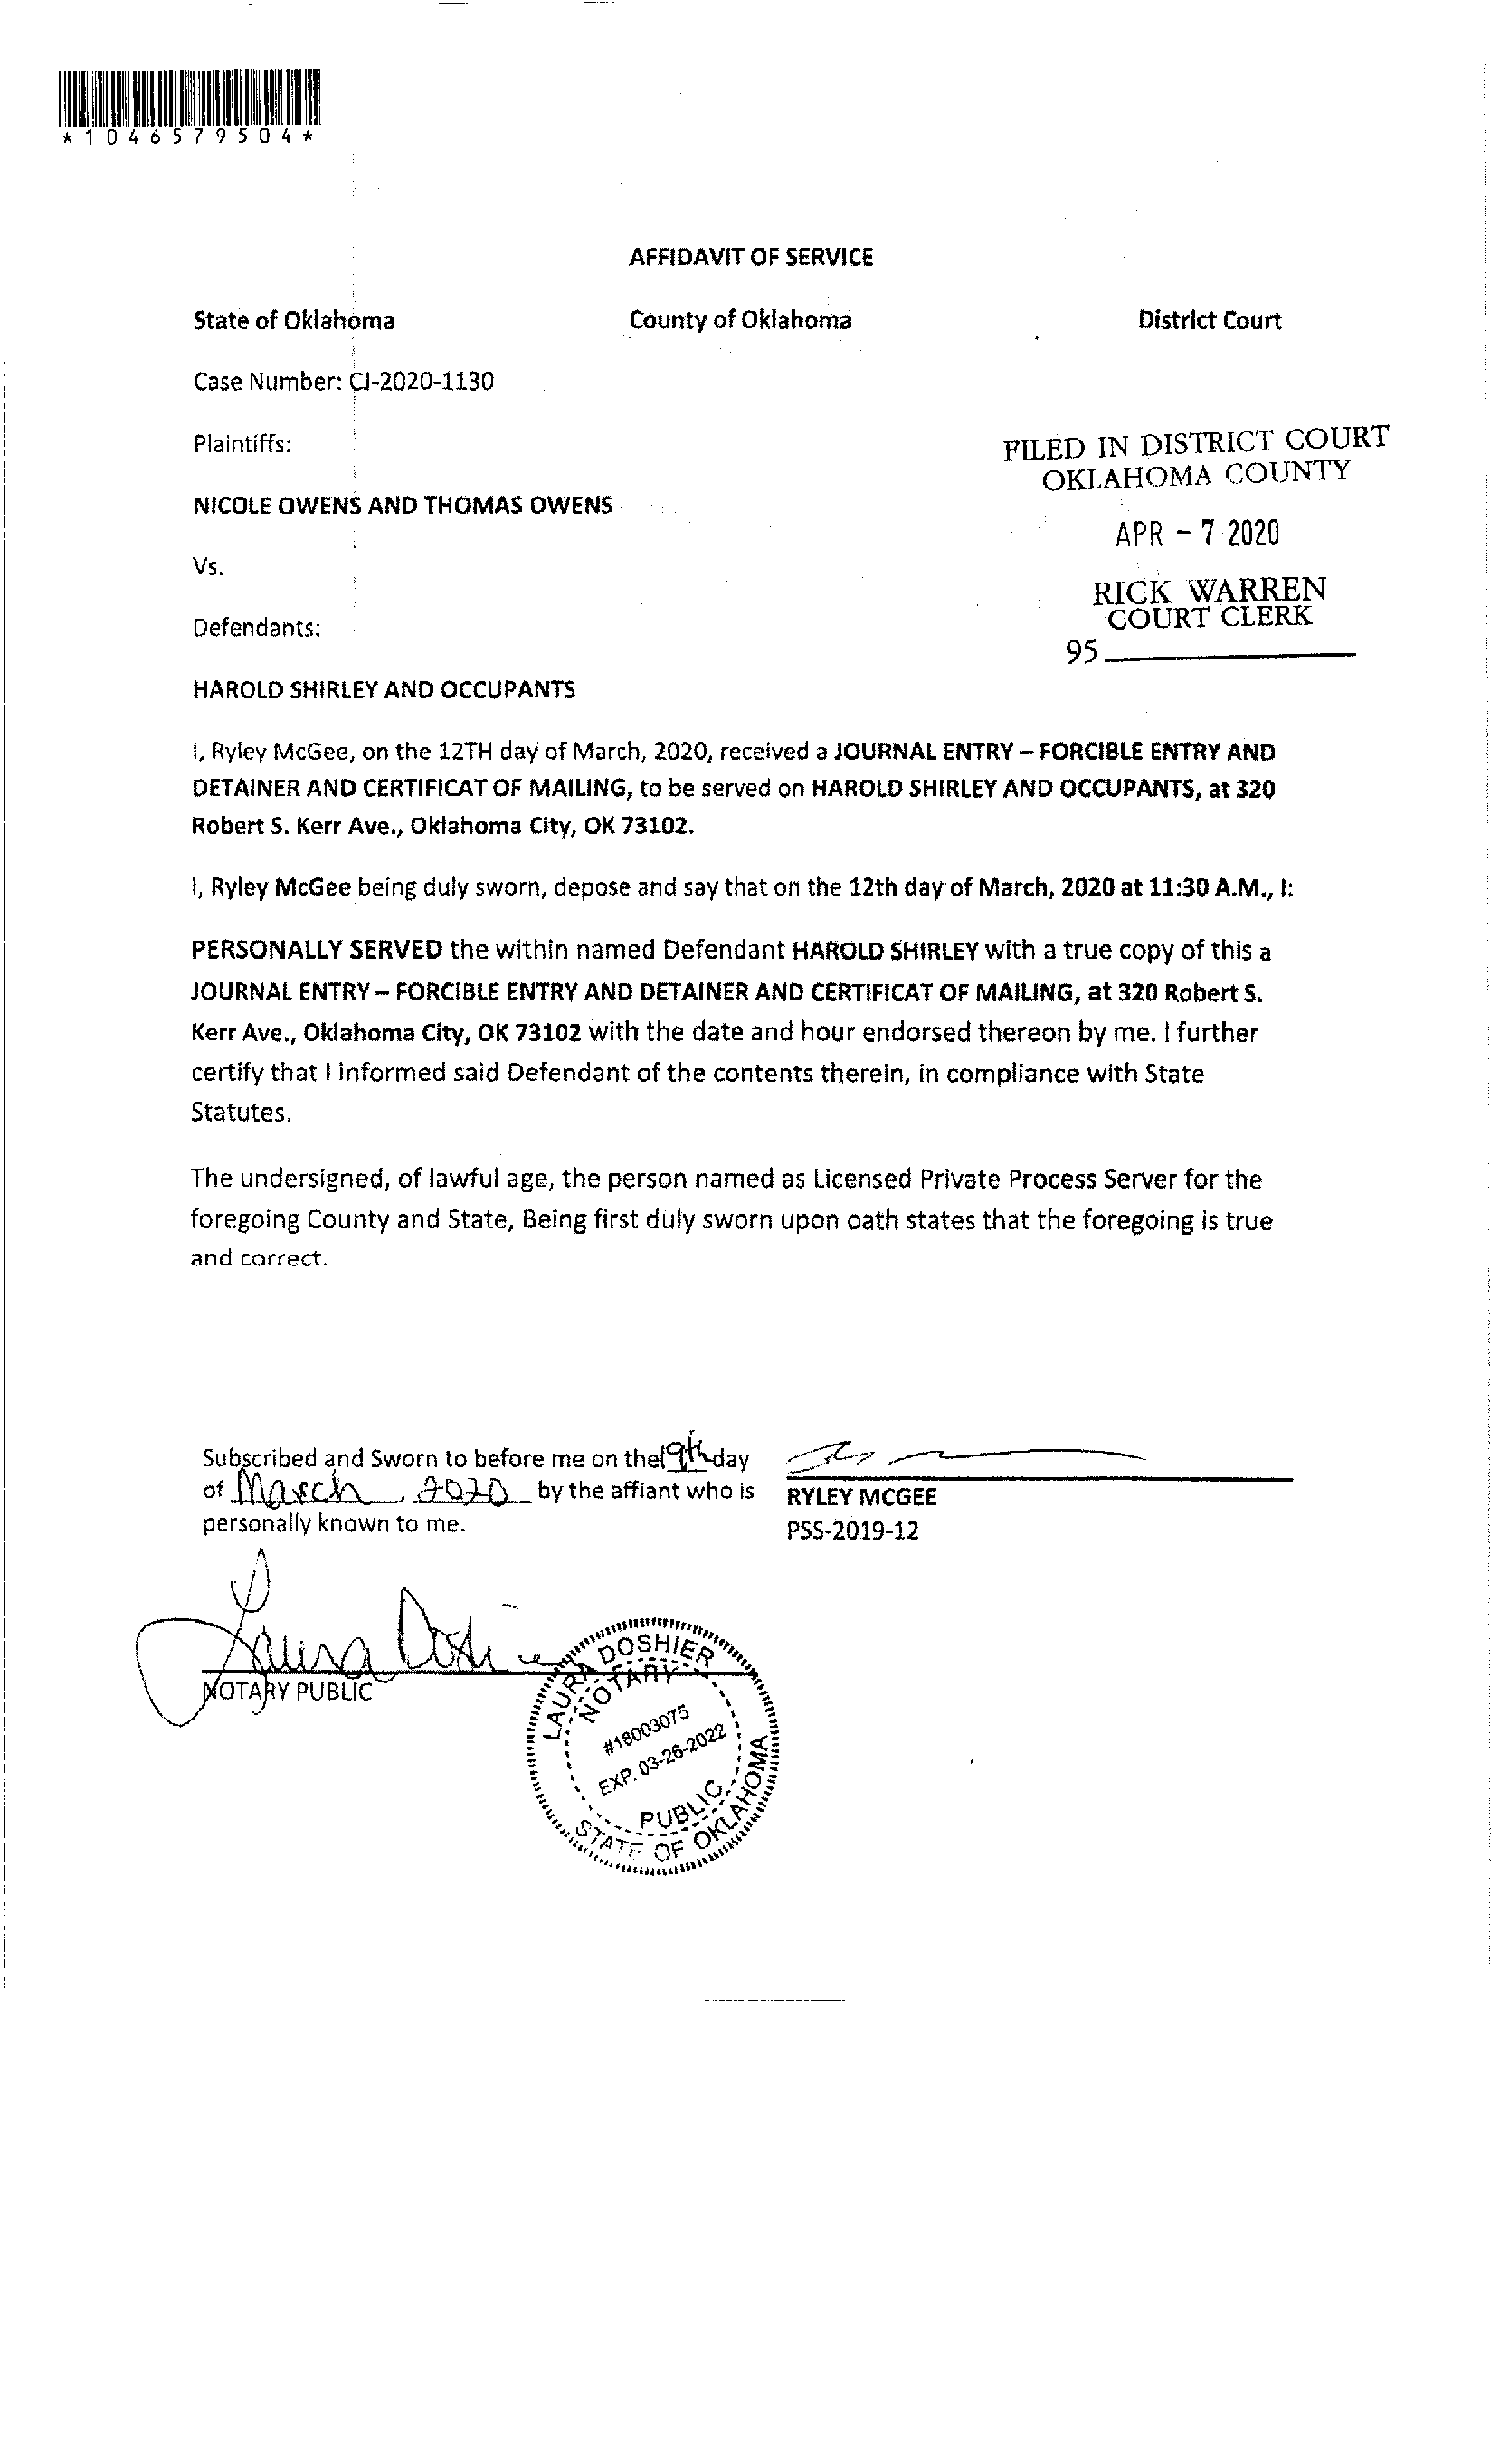 *1046579504*
AFFIDAVIT OF SERVICE
State of Oklahoma County of Oklahoma District Court
Case Number: CJ-2020-1130
Plaintiffs:
FILED IN DISTRICT COURT
OKLAHOMA COUNTY
NICOLE OWENS AND THOMAS OWENS
APR - 7 2020
Vs.
RICK WARREN
COURT CLERK
Defendants:
95
HAROLD SHIRLEY AND OCCUPANTS
I, Ryley McGee, on the 12TH day of March, 2020, received a JOURNAL ENTRY – FORCIBLE ENTRY AND
DETAINER AND CERTIFICAT OF MAILING, to be served on HAROLD SHIRLEY AND OCCUPANTS, at 320
Robert S. Kerr Ave., Oklahoma City, OK 73102.
I, Ryley McGee being duly sworn, depose and say that on the 12th day of March, 2020 at 11:30 A.M., I:
PERSONALLY SERVED the within named Defendant HAROLD SHIRLEY with a true copy of this a
JOURNAL ENTRY – FORCIBLE ENTRY AND DETAINER AND CERTIFICAT OF MAILING, at 320 Robert S.
Kerr Ave., Oklahoma City, OK 73102 with the date and hour endorsed thereon by me. I further
certify that I informed said Defendant of the contents therein, in compliance with State
Statutes.
The undersigned, of lawful age, the person named as Licensed Private Process Server for the
foregoing County and State, Being first duly sworn upon oath states that the foregoing is true
and correct.
Subscribed and Sworn to before me on the 19th day
of March, 2020 by the affiant who is
personally known to me.
RYLEY MCGEE
PSS-2019-12
Laura Doshier
NOTARY PUBLIC
LAURA DOSHIER
NOTARY
#18003075
EXP. 03-26-2022
PUBLIC
STATE OF OKLAHOMA